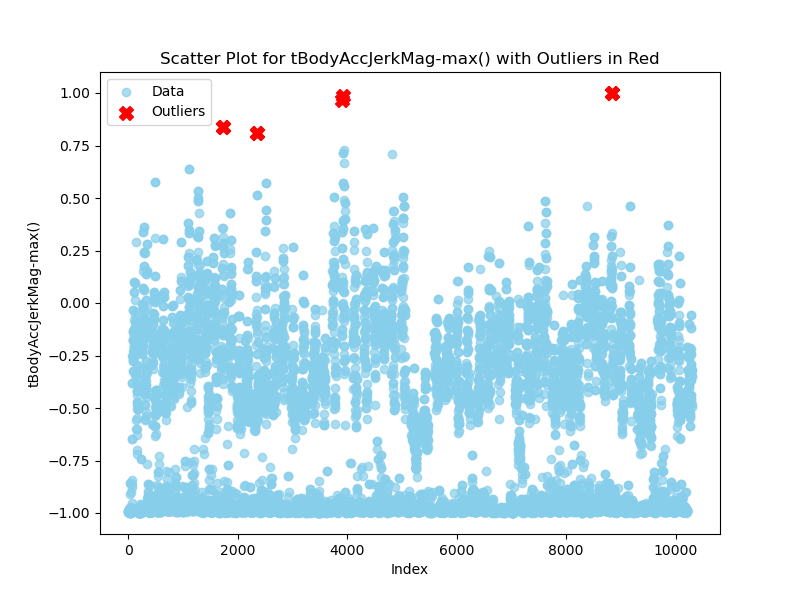 Scatter Plot for tBodyAccJerkMag-max() with Outliers in Red
Data
Outliers
1.00
0.75
0.50
0.25
0.00
−0.25
−0.50
−0.75
−1.00
tBodyAccJerkMag-max()
0 2000 4000 6000 8000 10000
Index